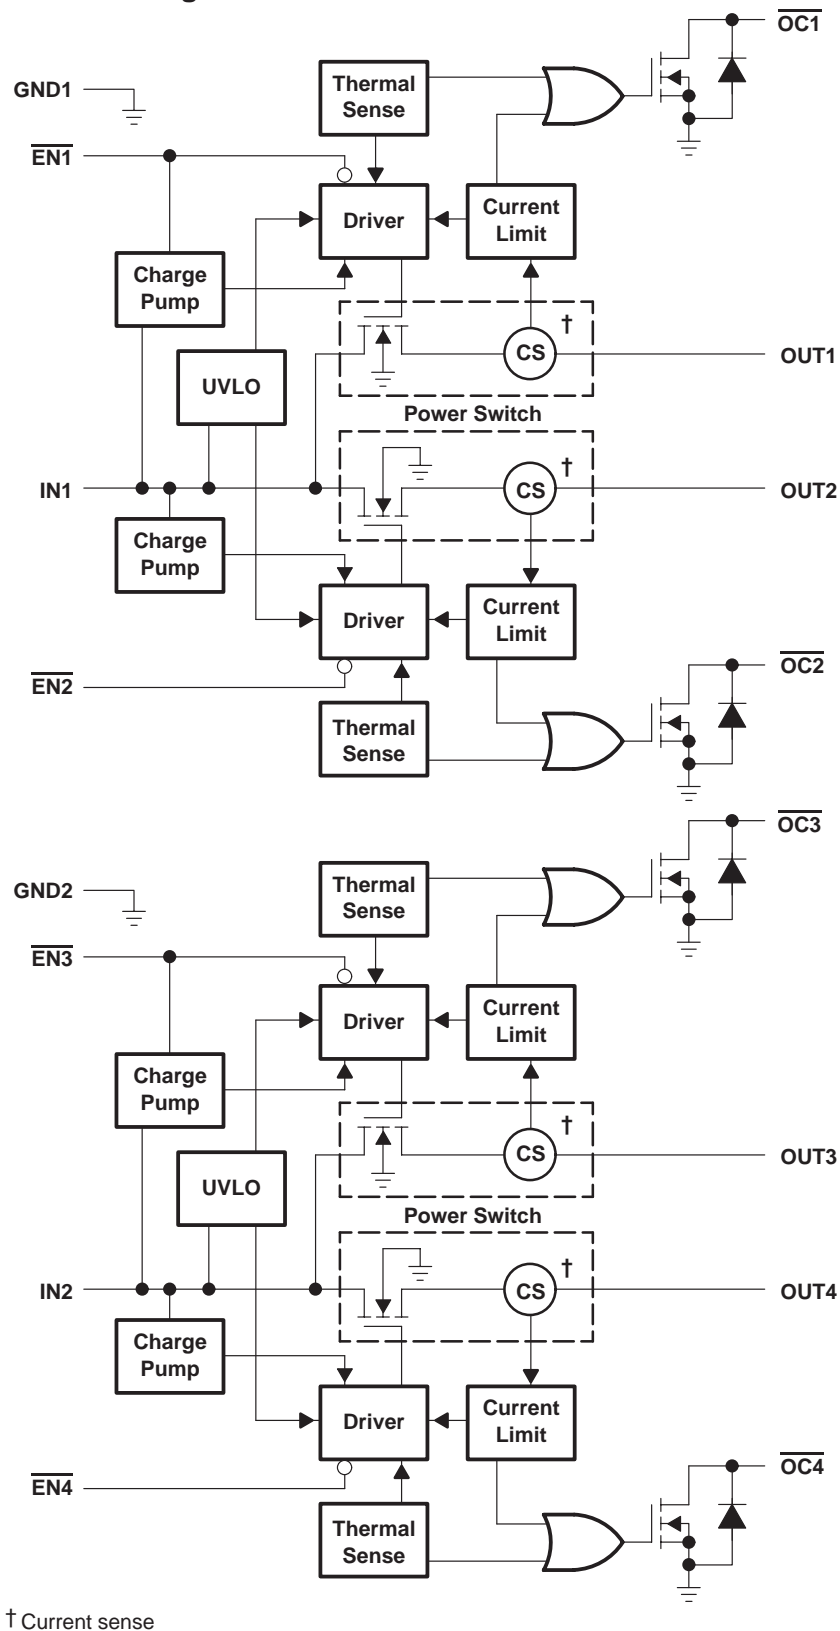 OC1
Thermal
Sense
GND1
EN1
Driver
Current
Limit
Charge
Pump
†
CS
OUT1
UVLO
Power Switch
†
IN1
CS
OUT2
Charge
Pump
Driver
Current
Limit
OC2
EN2
Thermal
Sense
OC3
Thermal
Sense
GND2
EN3
Driver
Current
Limit
Charge
Pump
†
CS
OUT3
UVLO
Power Switch
†
IN2
CS
OUT4
Charge
Pump
Driver
Current
Limit
OC4
EN4
Thermal
Sense
† Current sense